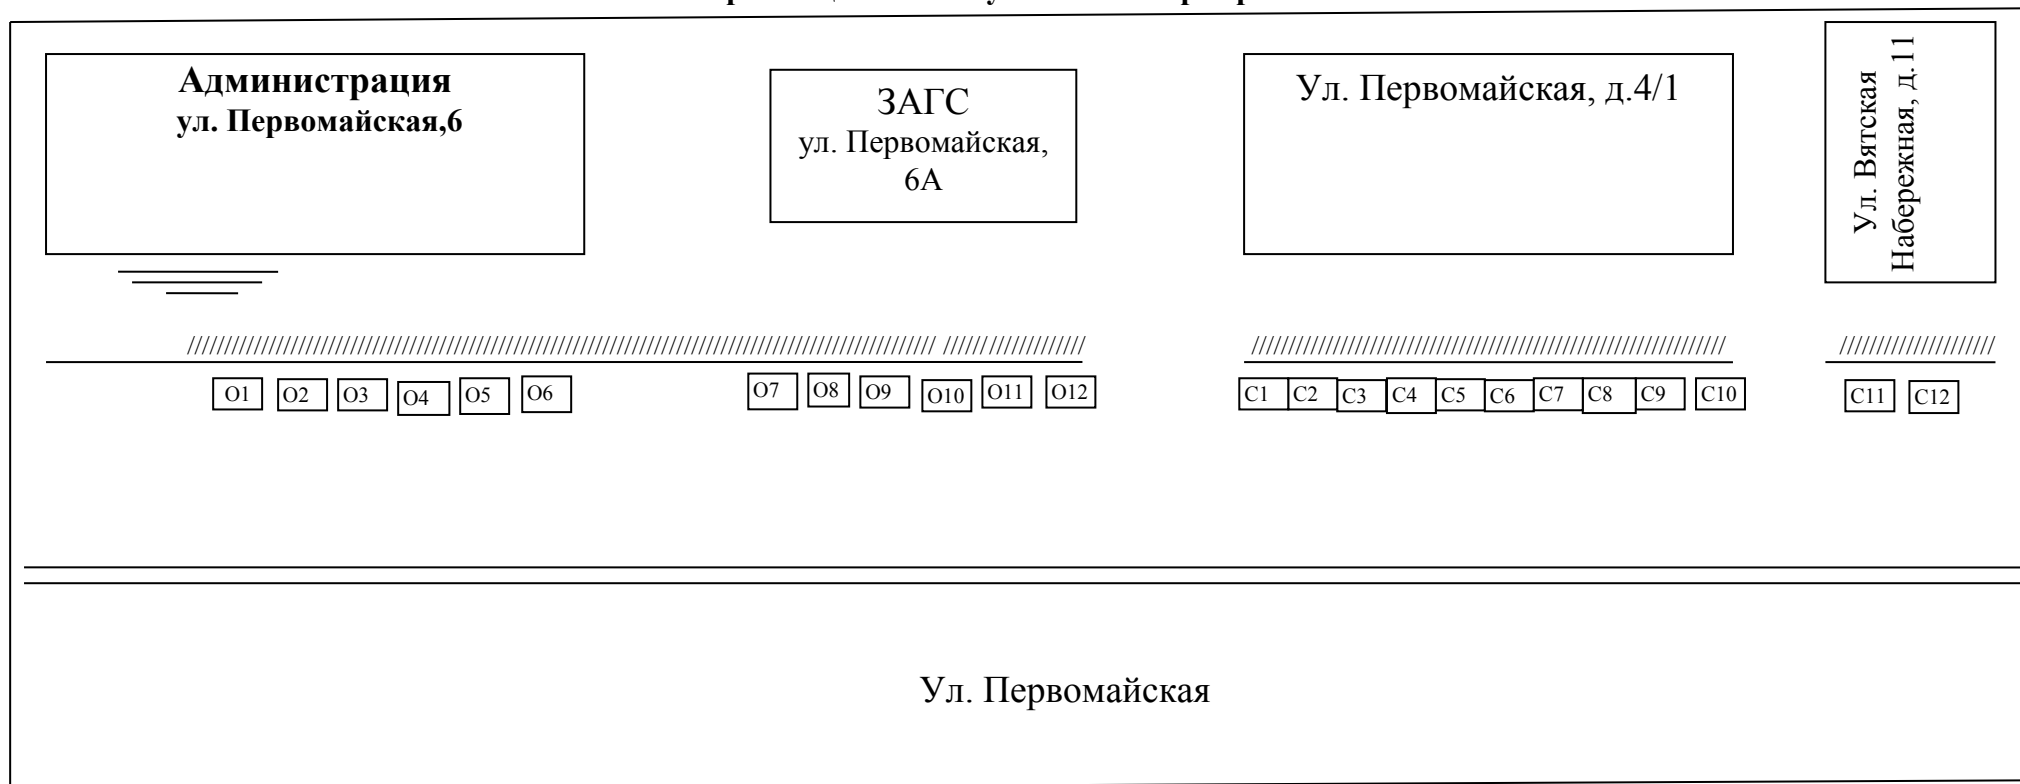 Администрация
ул. Первомайская,6
ЗАГС
ул. Первомайская,
6А
Ул. Первомайская, д.4/1
Ул. Вятская
Набережная, д.11
////////////////////////////////////////////////////////////////////////////////////////////////////// ///////////////////
////////////////////////////////////////////////////////////////
/////////////////////
О1 О2 О3 О4 О5 О6 О7 О8 О9 О10 О11 О12 С1 С2 С3 С4 С5 С6 С7 С8 С9 С10 С11 С12
Ул. Первомайская